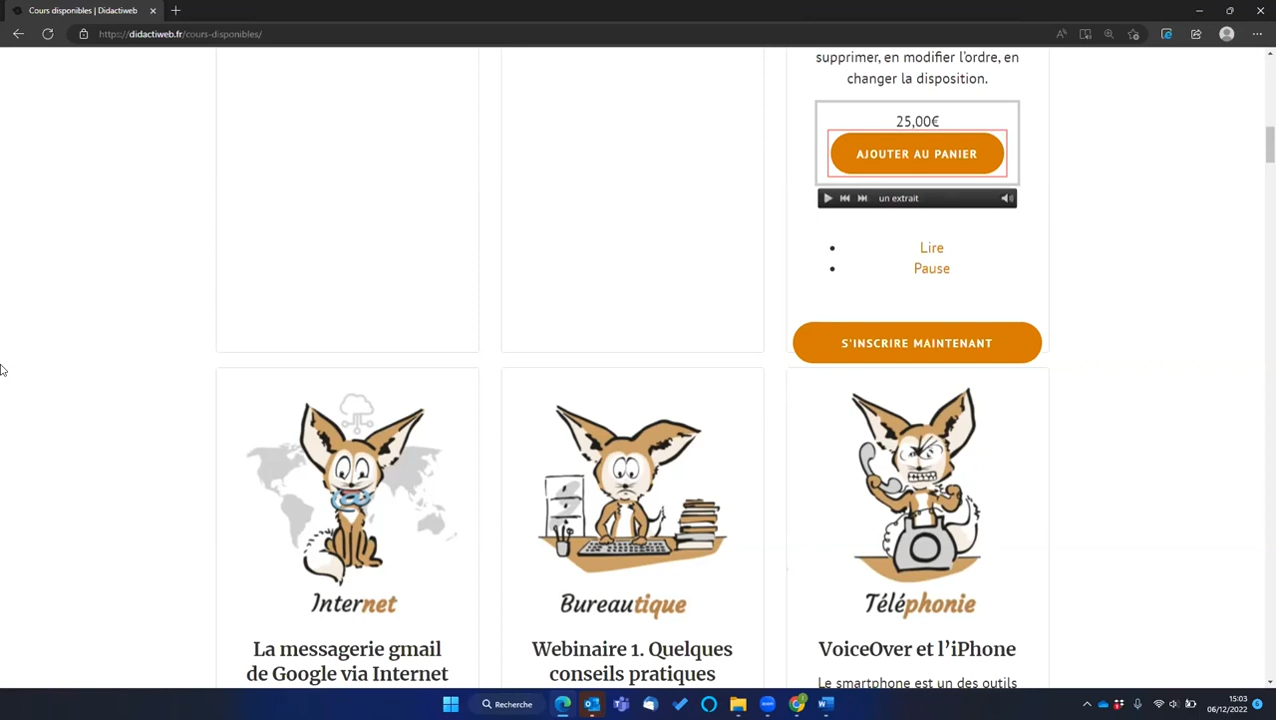 Cours disponibles | Didactiweb
https://didactiweb.fr/cours-disponibles/
supprimer, en modifier l'ordre, en
changer la disposition.
25,00€
AJOUTER AU PANIER
un extrait
Lire
Pause
S'INSCRIRE MAINTENANT
Internet
Bureautique
Téléphonie
La messagerie gmail
de Google via Internet
Webinaire 1. Quelques
conseils pratiques
VoiceOver et l'iPhone
Le smartphone est un des outils
Recherche
15:03
06/12/2022